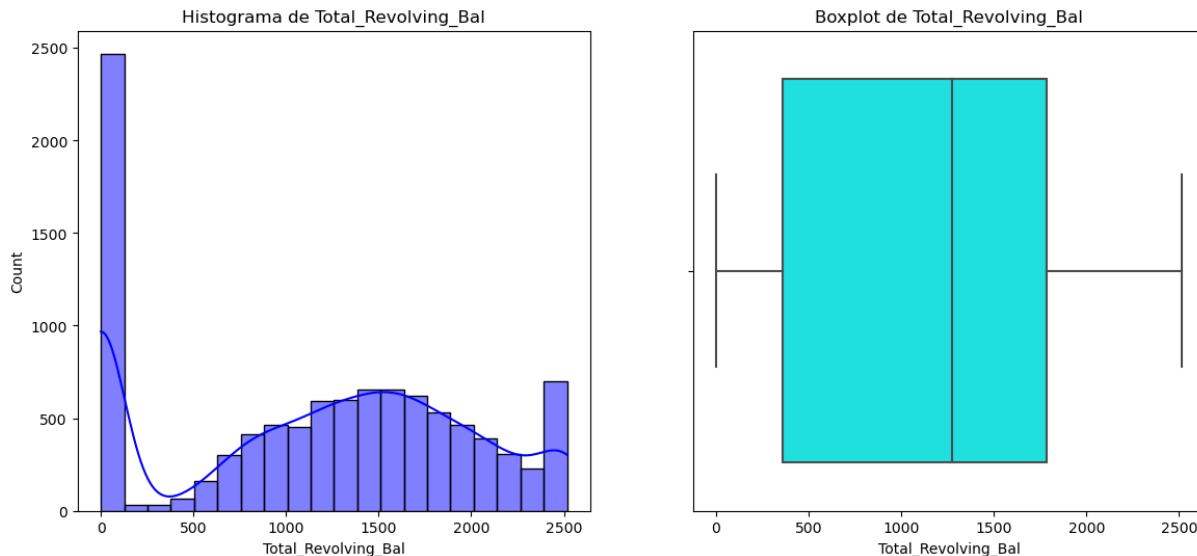 Histograma de Total_Revolving_Bal
2500
2000
1500
1000
500
0
Count
0 500 1000 1500 2000 2500
Total_Revolving_Bal
Boxplot de Total_Revolving_Bal
0 500 1000 1500 2000 2500
Total_Revolving_Bal